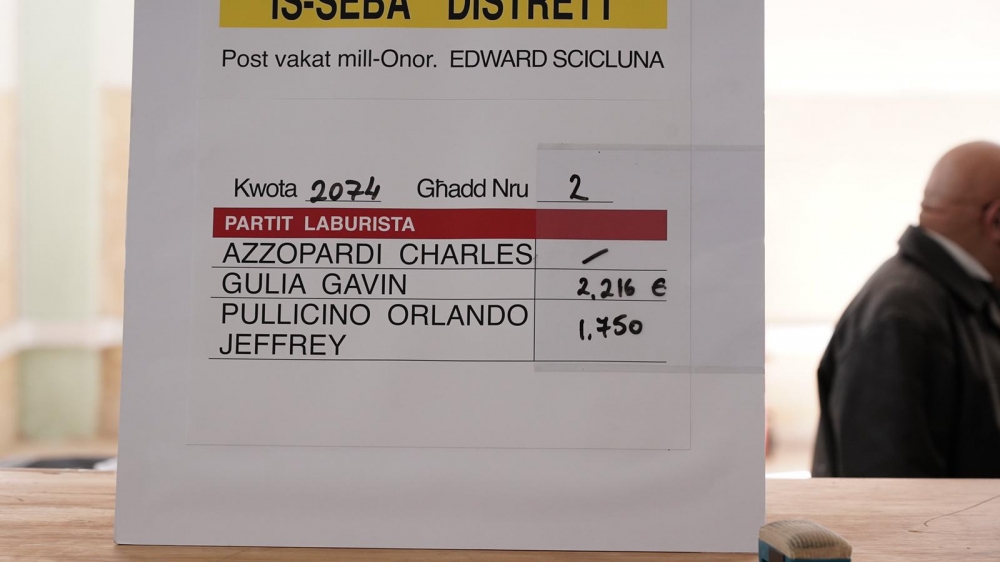 IS-SEBA' DISTRETT
Post vakat mill-Onor. EDWARD SCICLUNA
Kwota 2074 Għadd Nru 2
PARTIT LABURISTA
AZZOPARDI CHARLES /
GULIA GAVIN 2,216 E
PULLICINO ORLANDO 1,750
JEFFREY